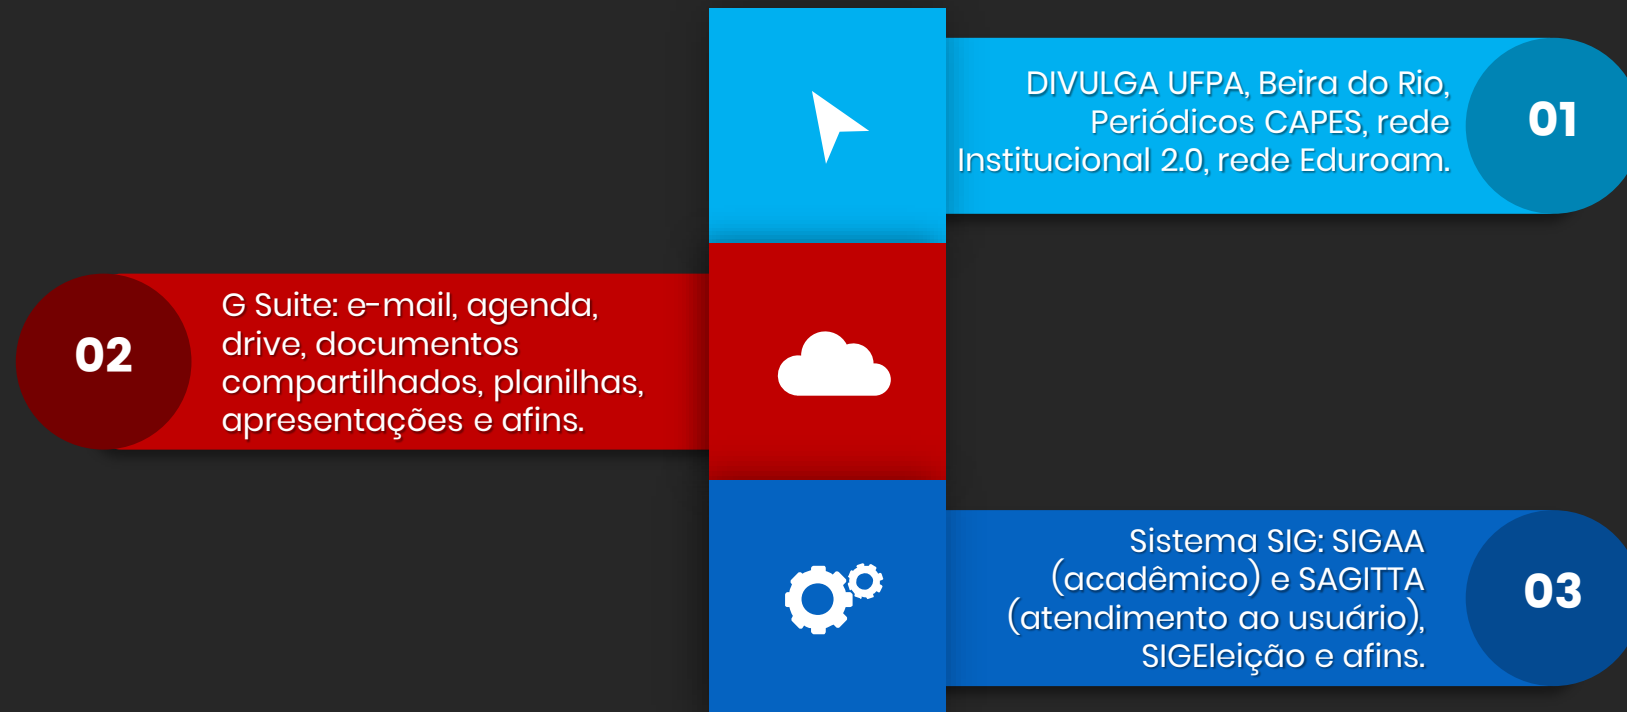 DIVULGA UFPA, Beira do Rio,
Periódicos CAPES, rede
Institucional 2.0, rede Eduroam.
01
02
G Suite: e-mail, agenda,
drive, documentos
compartilhados, planilhas,
apresentações e afins.
Sistema SIG: SIGAA
(acadêmico) e SAGITTA
(atendimento ao usuário),
SIGEleição e afins.
03